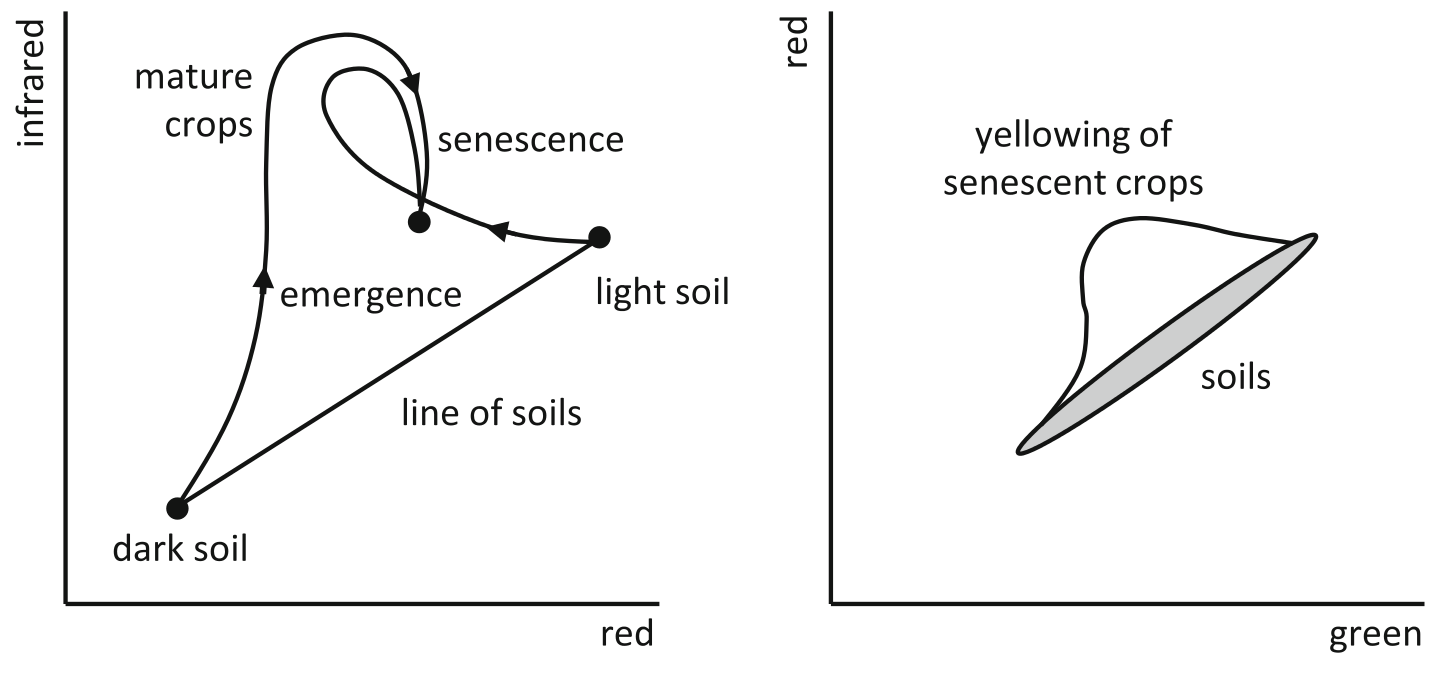 infrared
mature
crops
senescence
emergence
light soil
line of soils
dark soil
red
red
yellowing of
senescent crops
soils
green